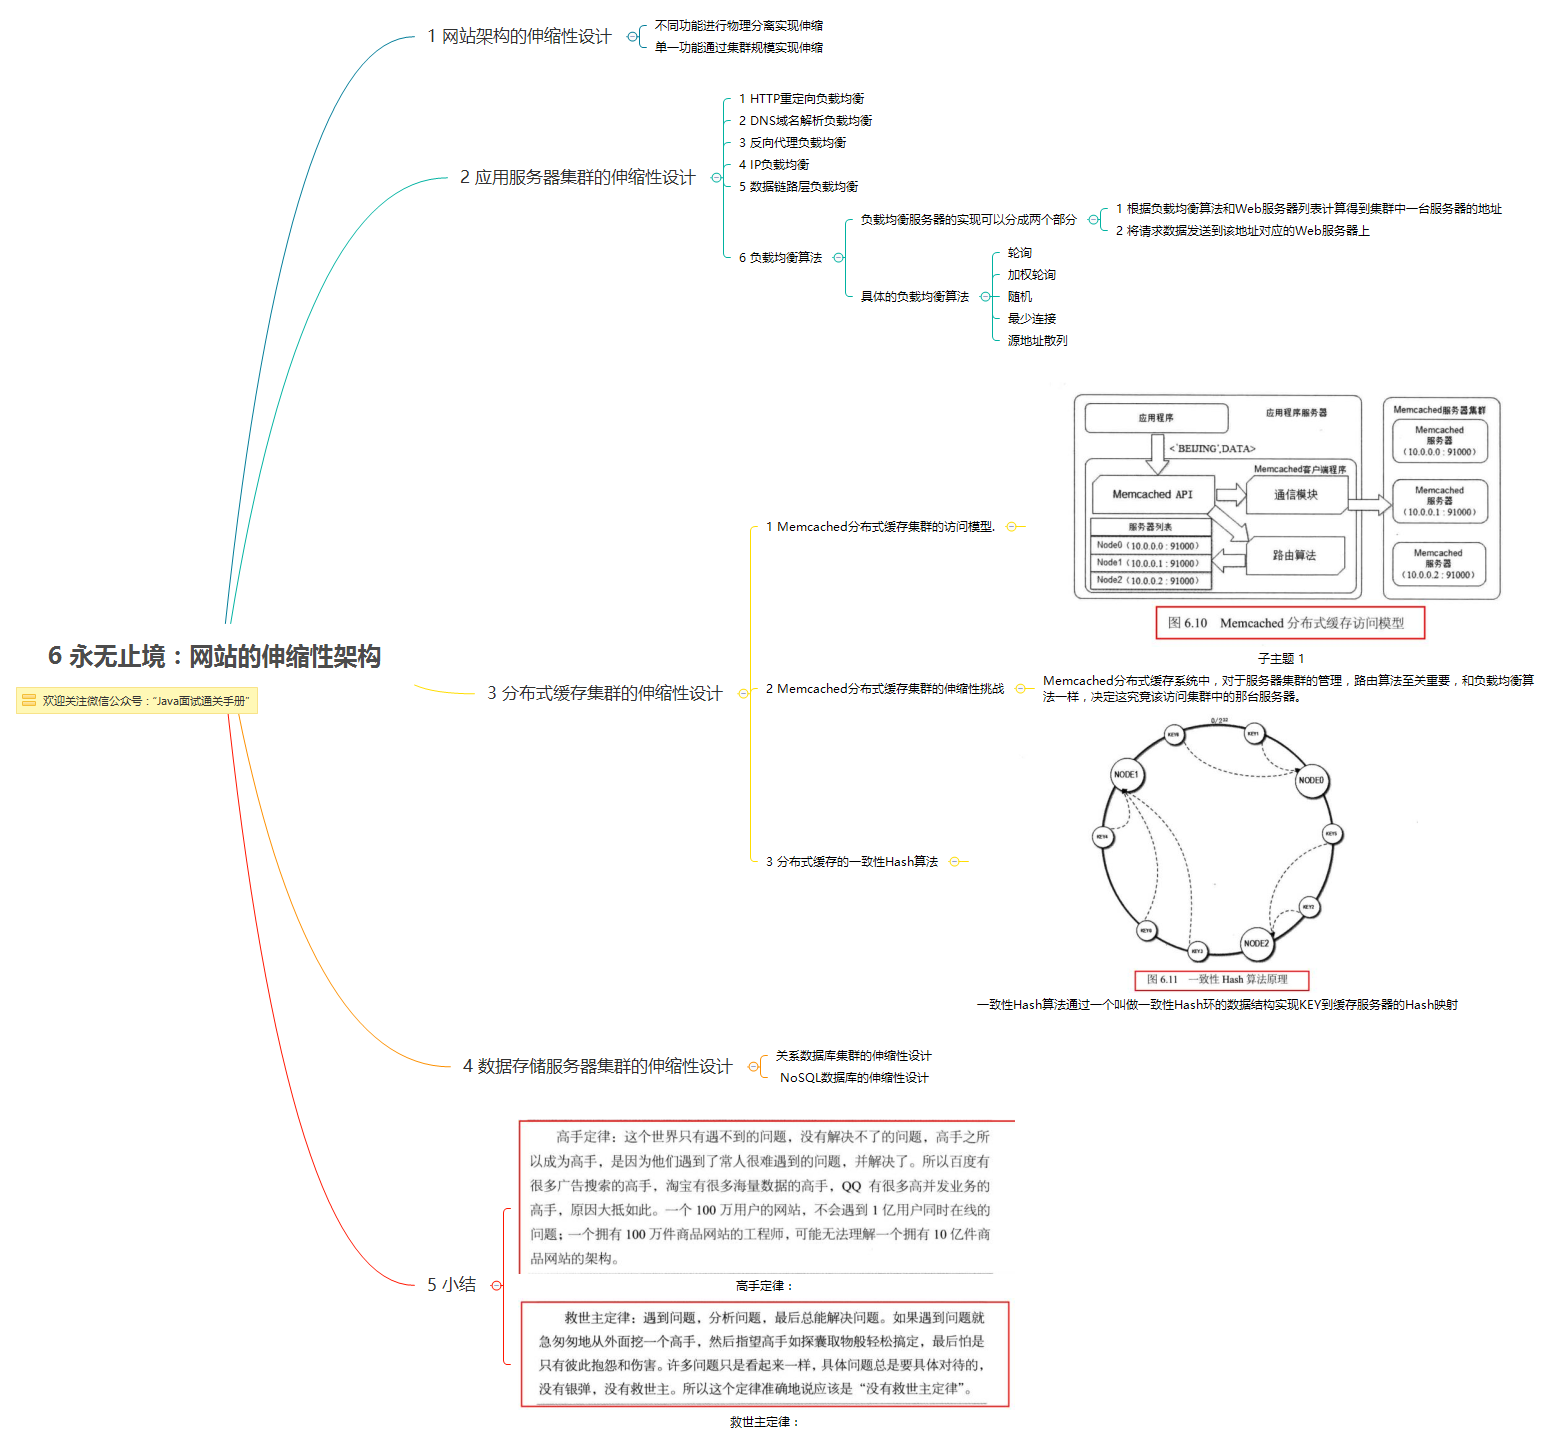 1 网站架构的伸缩性设计
不同功能进行物理分离实现伸缩
单一功能通过集群规模实现伸缩
2 应用服务器集群的伸缩性设计
1 HTTP重定向负载均衡
2 DNS域名解析负载均衡
3 反向代理负载均衡
4 IP负载均衡
5 数据链路层负载均衡
6 负载均衡算法
负载均衡服务器的实现可以分成两个部分
1 根据负载均衡算法和Web服务器列表计算得到集群中一台服务器的地址
2 将请求数据发送到该地址对应的Web服务器上
具体的负载均衡算法
轮询
加权轮询
随机
最少连接
源地址散列
6 永无止境：网站的伸缩性架构
欢迎关注微信公众号：“Java面试通关手册”
3 分布式缓存集群的伸缩性设计
1 Memcached分布式缓存集群的访问模型.
应用程序
应用程序服务器
<'BEIJING',DATA>
Memcached客户端程序
Memcached API
通信模块
服务器列表
Node0（10.0.0.0 : 91000）
Node1（10.0.0.1 : 91000）
Node2（10.0.0.2 : 91000）
路由算法
Memcached服务器集群
Memcached
服务器
（10.0.0.0 : 91000）
Memcached
服务器
（10.0.0.1 : 91000）
Memcached
服务器
（10.0.0.2 : 91000）
图 6.10 Memcached 分布式缓存访问模型
子主题 1
2 Memcached分布式缓存集群的伸缩性挑战
Memcached分布式缓存系统中，对于服务器集群的管理，路由算法至关重要，和负载均衡算
法一样，决定这究竟该访问集群中的那台服务器。
3 分布式缓存的一致性Hash算法
0/2³²
KEY1
NODE1
NODE0
KEY4
KEY5
KEY2
KEY3
NODE2
图 6.11 一致性 Hash 算法原理
一致性Hash算法通过一个叫做一致性Hash环的数据结构实现KEY到缓存服务器的Hash映射
4 数据存储服务器集群的伸缩性设计
关系数据库集群的伸缩性设计
NoSQL数据库的伸缩性设计
5 小结
高手定律：这个世界只有遇不到的问题，没有解决不了的问题，高手之所
以成为高手，是因为他们遇到了常人很难遇到的问题，并解决了。所以百度有
很多广告搜索的高手，淘宝有很多海量数据的高手，QQ 有很多高并发业务的
高手，原因大抵如此。一个 100 万用户的网站，不会遇到 1 亿用户同时在线的
问题；一个拥有 100 万件商品网站的工程师，可能无法理解一个拥有 10 亿件商
品网站的架构。
高手定律：
救世主定律：遇到问题，分析问题，最后总能解决问题。如果遇到问题就
急匆匆地从外面挖一个高手，然后指望高手如探囊取物般轻松搞定，最后怕是
只有彼此抱怨和伤害。许多问题只是看起来一样，具体问题总是要具体对待的，
没有银弹，没有救世主。所以这个定律准确地说应该是“没有救世主定律”。
救世主定律：